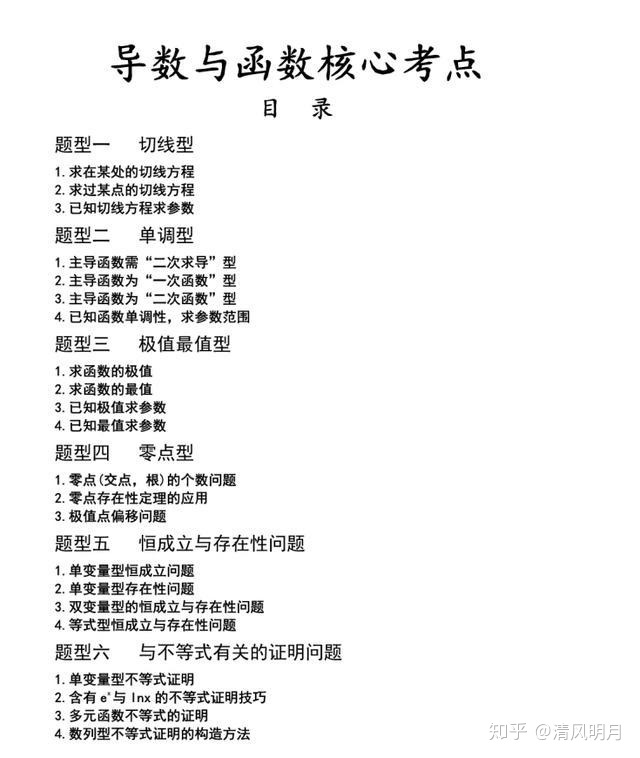 导数与函数核心考点
目 录
题型一 切线型
1.求在某处的切线方程
2.求过某点的切线方程
3.已知切线方程求参数
题型二 单调型
1.主导函数需“二次求导”型
2.主导函数为“一次函数”型
3.主导函数为“二次函数”型
4.已知函数单调性，求参数范围
题型三 极值最值型
1.求函数的极值
2.求函数的最值
3.已知极值求参数
4.已知最值求参数
题型四 零点型
1.零点(交点，根)的个数问题
2.零点存在性定理的应用
3.极值点偏移问题
题型五 恒成立与存在性问题
1.单变量型恒成立问题
2.单变量型存在性问题
3.双变量型的恒成立与存在性问题
4.等式型恒成立与存在性问题
题型六 与不等式有关的证明问题
1.单变量型不等式证明
2.含有 eˣ与 lnx 的不等式证明技巧
3.多元函数不等式的证明
4.数列型不等式证明的构造方法
知乎 @清风明月